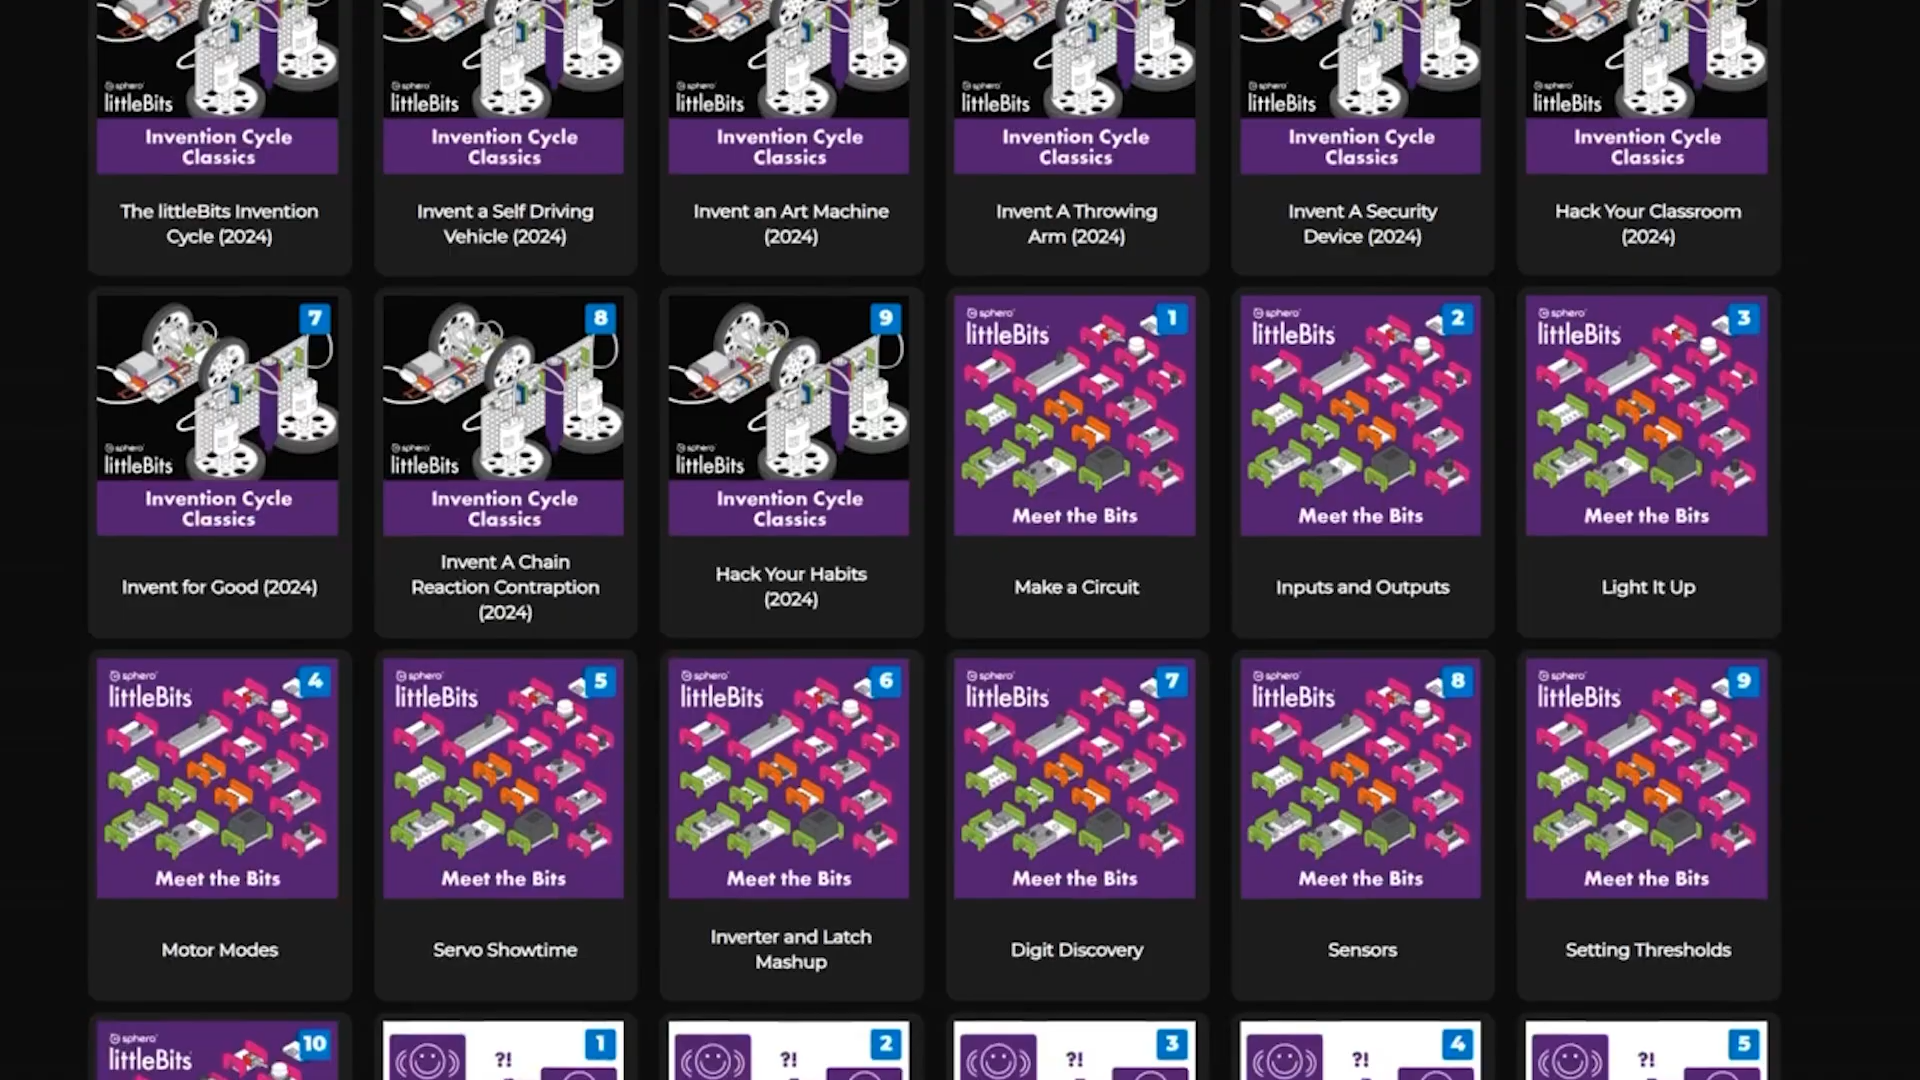 sphero
littleBits
Invention Cycle
Classics
The littleBits Invention
Cycle (2024)
sphero
littleBits
Invention Cycle
Classics
Invent a Self Driving
Vehicle (2024)
sphero
littleBits
Invention Cycle
Classics
Invent an Art Machine
(2024)
sphero
littleBits
Invention Cycle
Classics
Invent A Throwing
Arm (2024)
sphero
littleBits
Invention Cycle
Classics
Invent A Security
Device (2024)
sphero
littleBits
Invention Cycle
Classics
Hack Your Classroom
(2024)
7
sphero
littleBits
Invention Cycle
Classics
Invent for Good (2024)
8
sphero
littleBits
Invention Cycle
Classics
Invent A Chain
Reaction Contraption
(2024)
9
sphero
littleBits
Invention Cycle
Classics
Hack Your Habits
(2024)
1
sphero
littleBits
Meet the Bits
Make a Circuit
2
sphero
littleBits
Meet the Bits
Inputs and Outputs
3
sphero
littleBits
Meet the Bits
Light It Up
4
sphero
littleBits
Meet the Bits
Motor Modes
5
sphero
littleBits
Meet the Bits
Servo Showtime
6
sphero
littleBits
Meet the Bits
Inverter and Latch
Mashup
7
sphero
littleBits
Meet the Bits
Digit Discovery
8
sphero
littleBits
Meet the Bits
Sensors
9
sphero
littleBits
Meet the Bits
Setting Thresholds
10
sphero
littleBits
1
?!
2
?!
3
?!
4
?!
5
?!